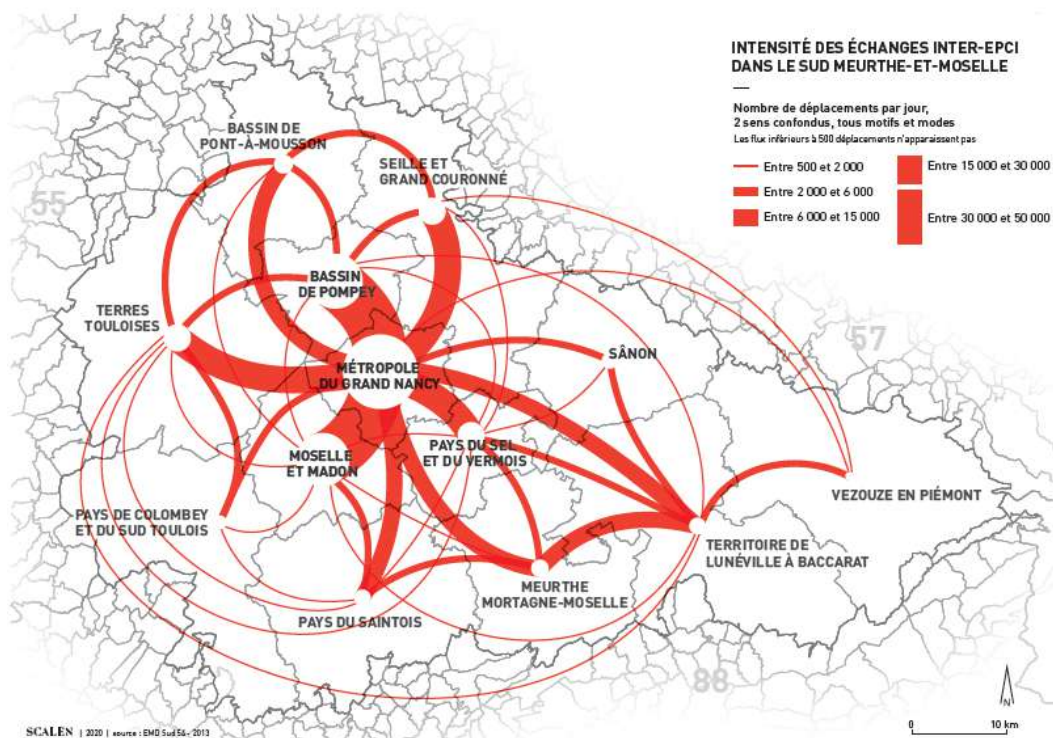 INTENSITÉ DES ÉCHANGES INTER-EPCI
DANS LE SUD MEURTHE-ET-MOSELLE
Nombre de déplacements par jour,
2 sens confondus, tous motifs et modes
Les flux inférieurs à 500 déplacements n'apparaissent pas
Entre 500 et 2 000
Entre 2 000 et 6 000
Entre 6 000 et 15 000
Entre 15 000 et 30 000
Entre 30 000 et 50 000
BASSIN DE
PONT-À-MOUSSON
SEILLE ET
GRAND COURONNÉ
55
BASSIN
DE POMPEY
TERRES
TOULOISES
57
SÂNON
MÉTROPOLE
DU GRAND NANCY
MOSELLE
ET MADON
PAYS DU SEL
ET DU VERMOIS
VEZOUZE EN PIÉMONT
PAYS DE COLOMBEY
ET DU SUD TOULOIS
TERRITOIRE DE
LUNÉVILLE À BACCARAT
MEURTHE
MORTAGNE-MOSELLE
PAYS DU SAINTOIS
88
N
0 10 km
SCALEN | 2020 | source : EMD Sud 54 - 2013